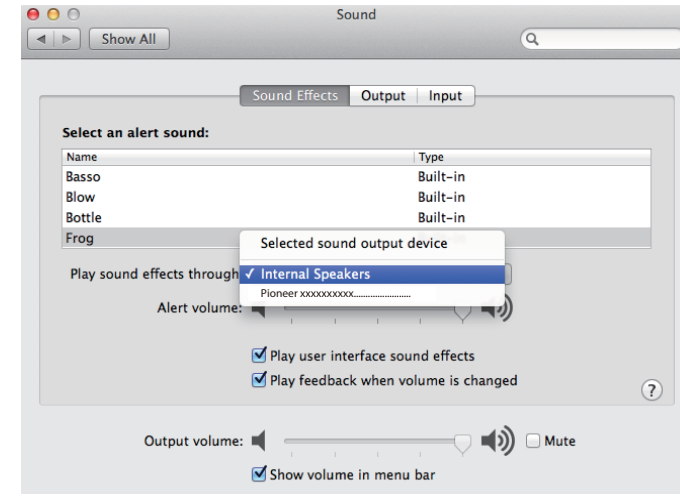 Sound
Show All
Sound Effects Output Input
Select an alert sound:
Name Type
Basso Built-in
Blow Built-in
Bottle Built-in
Frog
Selected sound output device
Play sound effects through ✓ Internal Speakers
Pioneer xxxxxxxxxx........................
Alert volume:
Play user interface sound effects
Play feedback when volume is changed
?
Output volume: Mute
Show volume in menu bar